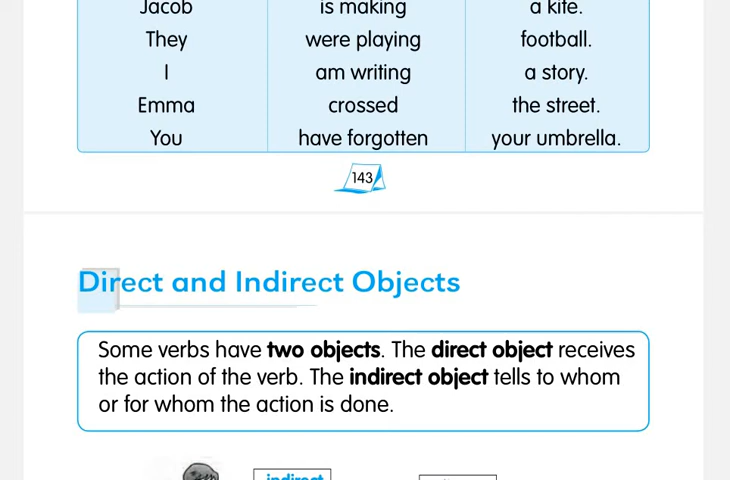 Jacob is making a kite.
They were playing football.
I am writing a story.
Emma crossed the street.
You have forgotten your umbrella.
143
Direct and Indirect Objects
Some verbs have two objects. The direct object receives
the action of the verb. The indirect object tells to whom
or for whom the action is done.
indirect